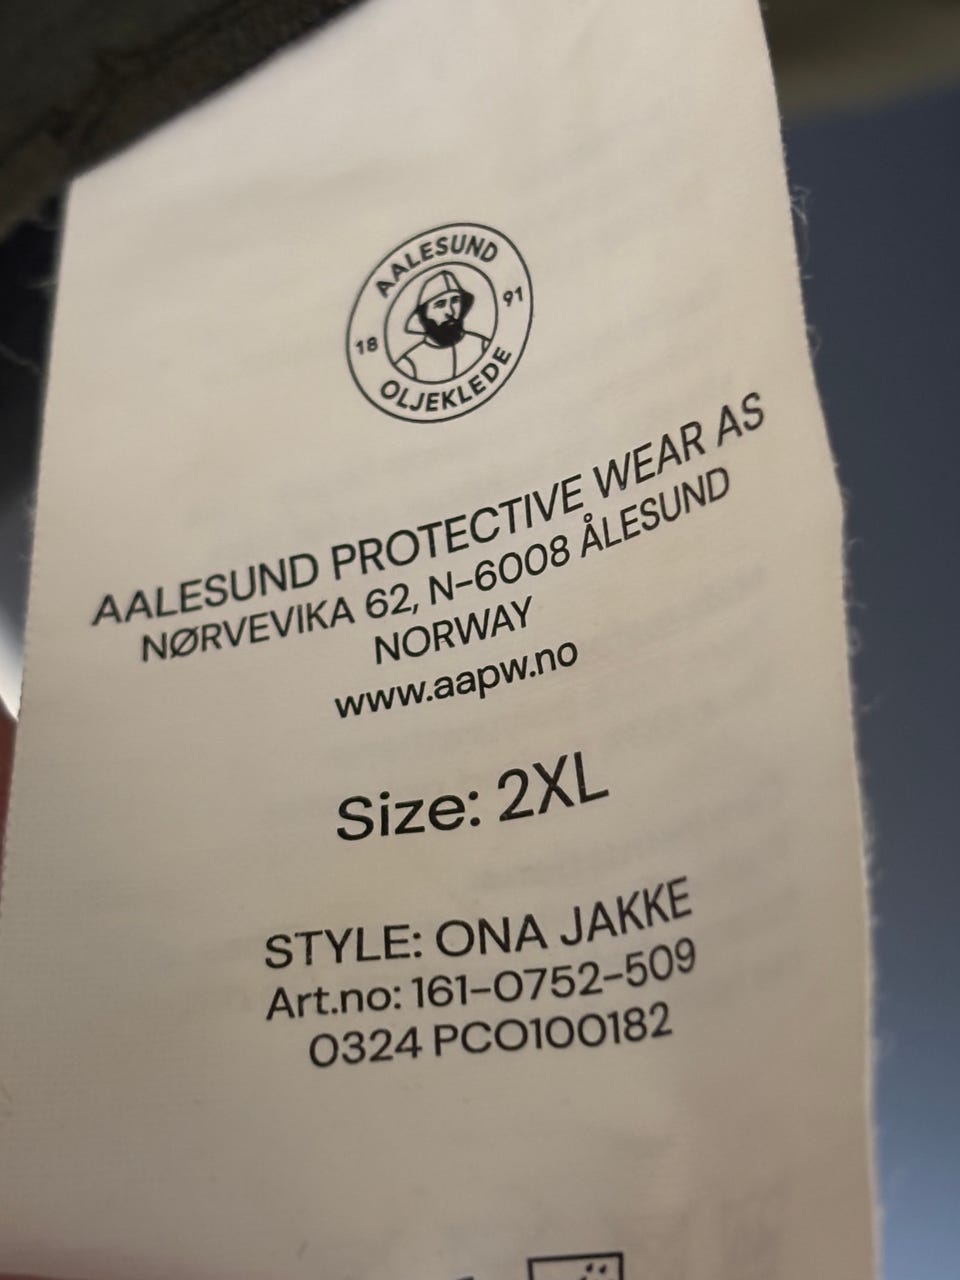 AALESUND
18 91
OLJEKLEDE
AALESUND PROTECTIVE WEAR AS
NØRVEVIKA 62, N-6008 ÅLESUND
NORWAY
www.aapw.no
Size: 2XL
STYLE: ONA JAKKE
Art.no: 161-0752-509
0324 PCO100182